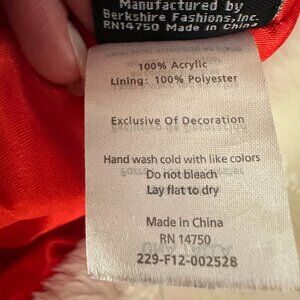 Manufactured by
Berkshire Fashions, Inc.
RN14750 Made in China
100% Acrylic
Lining: 100% Polyester
Exclusive Of Decoration
Hand wash cold with like colors
Do not bleach
Lay flat to dry
Made in China
RN 14750
229-F12-002528